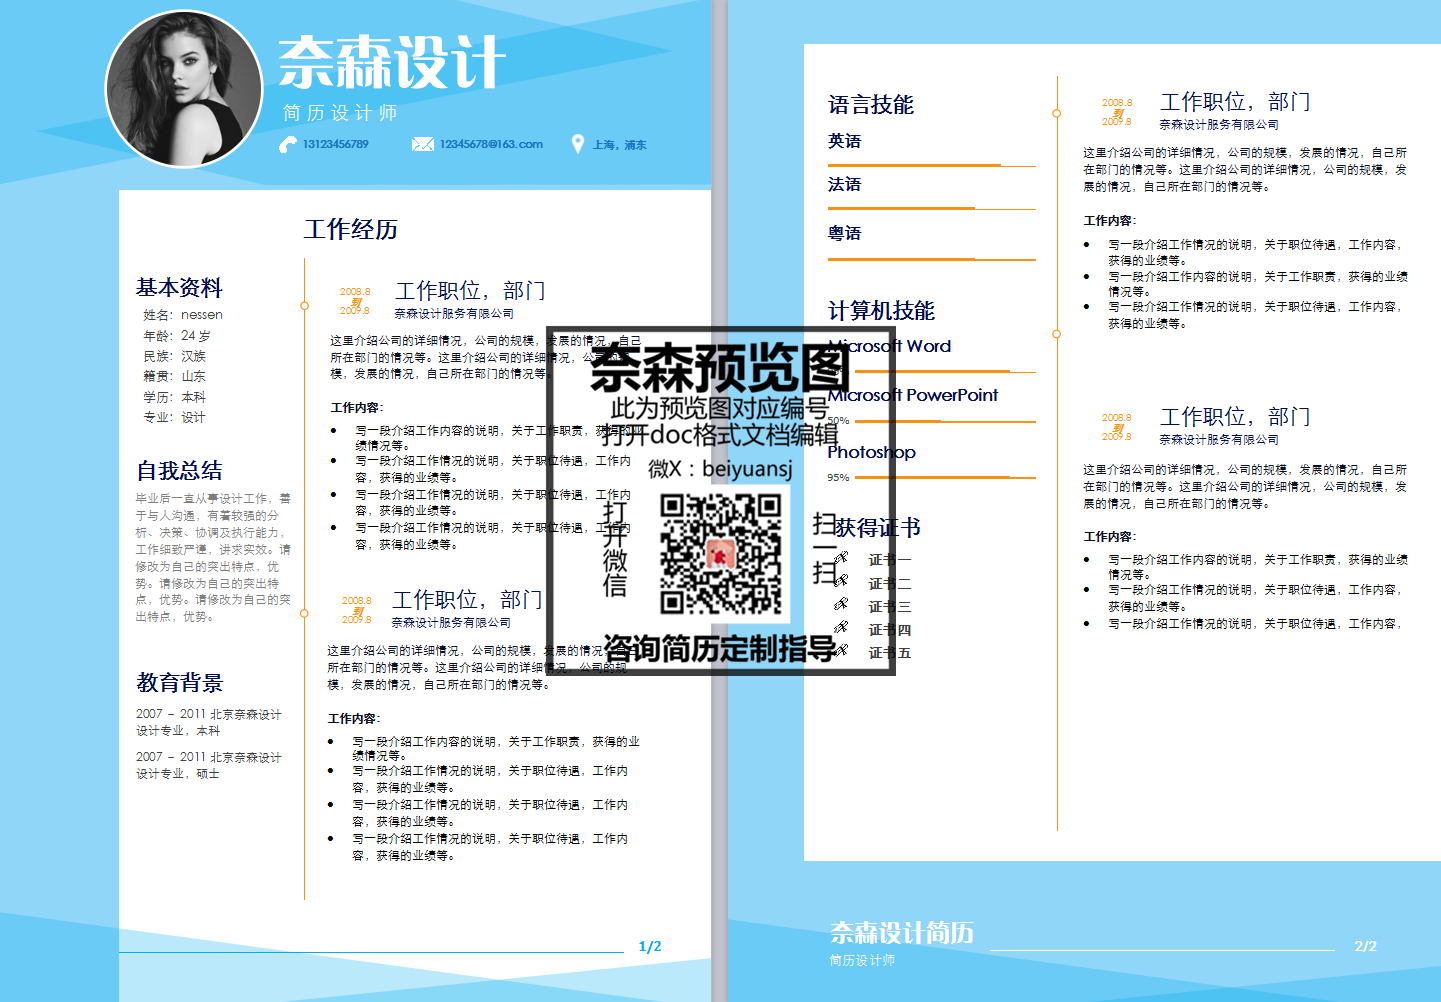 奈森设计
简历设计师
13123456789
12345678@163.com
上海，浦东
工作经历
基本资料
姓名：nessen
年龄：24 岁
民族：汉族
籍贯：山东
学历：本科
专业：设计
自我总结
毕业后一直从事设计工作，善
于与人沟通，有着较强的分
析、决策、协调及执行能力，
工作细致严谨，讲求实效。请
修改为自己的突出特点，优
势。请修改为自己的突出特
点，优势。请修改为自己的突
出特点，优势。
教育背景
2007 – 2011 北京奈森设计
设计专业，本科
2007 – 2011 北京奈森设计
设计专业，硕士
2008.8
到
2009.8
工作职位，部门
奈森设计服务有限公司
这里介绍公司的详细情况，公司的规模，发展的情况，自己
所在部门的情况等。这里介绍公司的详细情况，公司的规
模，发展的情况，自己所在部门的情况等。
工作内容：
● 写一段介绍工作内容的说明，关于工作职责，获得的业
绩情况等。
● 写一段介绍工作情况的说明，关于职位待遇，工作内
容，获得的业绩等。
● 写一段介绍工作情况的说明，关于职位待遇，工作内
容，获得的业绩等。
● 写一段介绍工作情况的说明，关于职位待遇，工作内
容，获得的业绩等。
2008.8
到
2009.8
工作职位，部门
奈森设计服务有限公司
这里介绍公司的详细情况，公司的规模，发展的情况，自己
所在部门的情况等。这里介绍公司的详细情况，公司的规
模，发展的情况，自己所在部门的情况等。
工作内容：
● 写一段介绍工作内容的说明，关于工作职责，获得的业
绩情况等。
● 写一段介绍工作情况的说明，关于职位待遇，工作内
容，获得的业绩等。
● 写一段介绍工作情况的说明，关于职位待遇，工作内
容，获得的业绩等。
● 写一段介绍工作情况的说明，关于职位待遇，工作内
容，获得的业绩等。
1/2
奈森预览图
此为预览图对应编号
打开doc格式文档编辑
微X：beiyuansj
打开微信
扫一扫
咨询简历定制指导
语言技能
英语
法语
粤语
计算机技能
Microsoft Word
Microsoft PowerPoint
50%
Photoshop
95%
获得证书
证书一
证书二
证书三
证书四
证书五
2008.8
到
2009.8
工作职位，部门
奈森设计服务有限公司
这里介绍公司的详细情况，公司的规模，发展的情况，自己所
在部门的情况等。这里介绍公司的详细情况，公司的规模，发
展的情况，自己所在部门的情况等。
工作内容：
● 写一段介绍工作情况的说明，关于职位待遇，工作内容，
获得的业绩等。
● 写一段介绍工作内容的说明，关于工作职责，获得的业绩
情况等。
● 写一段介绍工作情况的说明，关于职位待遇，工作内容，
获得的业绩等。
2008.8
到
2009.8
工作职位，部门
奈森设计服务有限公司
这里介绍公司的详细情况，公司的规模，发展的情况，自己所
在部门的情况等。这里介绍公司的详细情况，公司的规模，发
展的情况，自己所在部门的情况等。
工作内容：
● 写一段介绍工作内容的说明，关于工作职责，获得的业绩
情况等。
● 写一段介绍工作情况的说明，关于职位待遇，工作内容，
获得的业绩等。
● 写一段介绍工作情况的说明，关于职位待遇，工作内容，
奈森设计简历
简历设计师
2/2